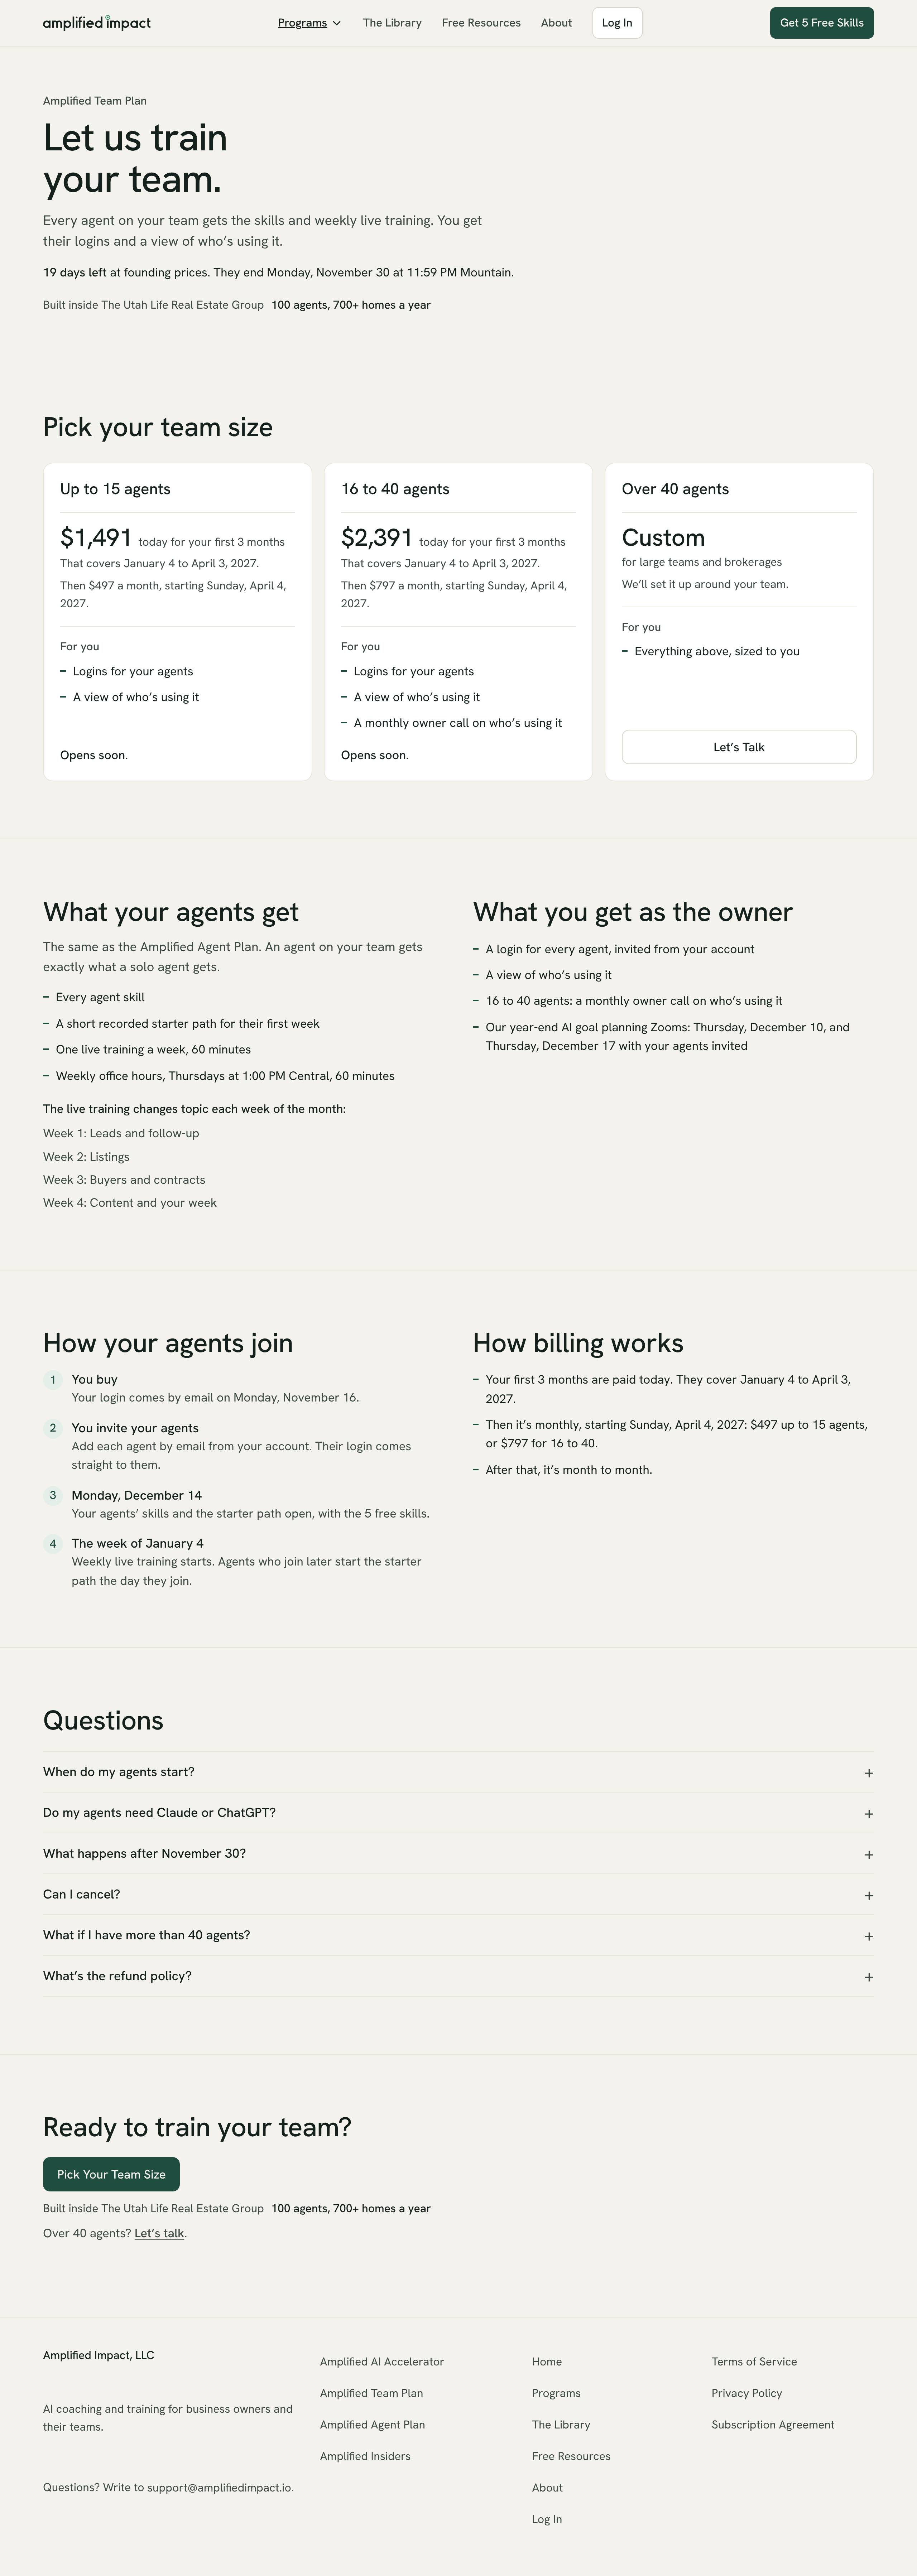 amplified impact
Programs
The Library
Free Resources
About
Log In
Get 5 Free Skills
Amplified Team Plan
Let us train
your team.
Every agent on your team gets the skills and weekly live training. You get
their logins and a view of who’s using it.
19 days left at founding prices. They end Monday, November 30 at 11:59 PM Mountain.
Built inside The Utah Life Real Estate Group 100 agents, 700+ homes a year
Pick your team size
Up to 15 agents
$1,491 today for your first 3 months
That covers January 4 to April 3, 2027.
Then $497 a month, starting Sunday, April 4,
2027.
For you
– Logins for your agents
– A view of who’s using it
Opens soon.
16 to 40 agents
$2,391 today for your first 3 months
That covers January 4 to April 3, 2027.
Then $797 a month, starting Sunday, April 4,
2027.
For you
– Logins for your agents
– A view of who’s using it
– A monthly owner call on who’s using it
Opens soon.
Over 40 agents
Custom
for large teams and brokerages
We’ll set it up around your team.
For you
– Everything above, sized to you
Let’s Talk
What your agents get
The same as the Amplified Agent Plan. An agent on your team gets
exactly what a solo agent gets.
– Every agent skill
– A short recorded starter path for their first week
– One live training a week, 60 minutes
– Weekly office hours, Thursdays at 1:00 PM Central, 60 minutes
The live training changes topic each week of the month:
Week 1: Leads and follow-up
Week 2: Listings
Week 3: Buyers and contracts
Week 4: Content and your week
What you get as the owner
– A login for every agent, invited from your account
– A view of who’s using it
– 16 to 40 agents: a monthly owner call on who’s using it
– Our year-end AI goal planning Zooms: Thursday, December 10, and
Thursday, December 17 with your agents invited
How your agents join
1 You buy
Your login comes by email on Monday, November 16.
2 You invite your agents
Add each agent by email from your account. Their login comes
straight to them.
3 Monday, December 14
Your agents’ skills and the starter path open, with the 5 free skills.
4 The week of January 4
Weekly live training starts. Agents who join later start the starter
path the day they join.
How billing works
– Your first 3 months are paid today. They cover January 4 to April 3,
2027.
– Then it’s monthly, starting Sunday, April 4, 2027: $497 up to 15 agents,
or $797 for 16 to 40.
– After that, it’s month to month.
Questions
When do my agents start? +
Do my agents need Claude or ChatGPT? +
What happens after November 30? +
Can I cancel? +
What if I have more than 40 agents? +
What’s the refund policy? +
Ready to train your team?
Pick Your Team Size
Built inside The Utah Life Real Estate Group 100 agents, 700+ homes a year
Over 40 agents? Let’s talk.
Amplified Impact, LLC
AI coaching and training for business owners and
their teams.
Questions? Write to support@amplifiedimpact.io.
Amplified AI Accelerator
Amplified Team Plan
Amplified Agent Plan
Amplified Insiders
Home
Programs
The Library
Free Resources
About
Log In
Terms of Service
Privacy Policy
Subscription Agreement